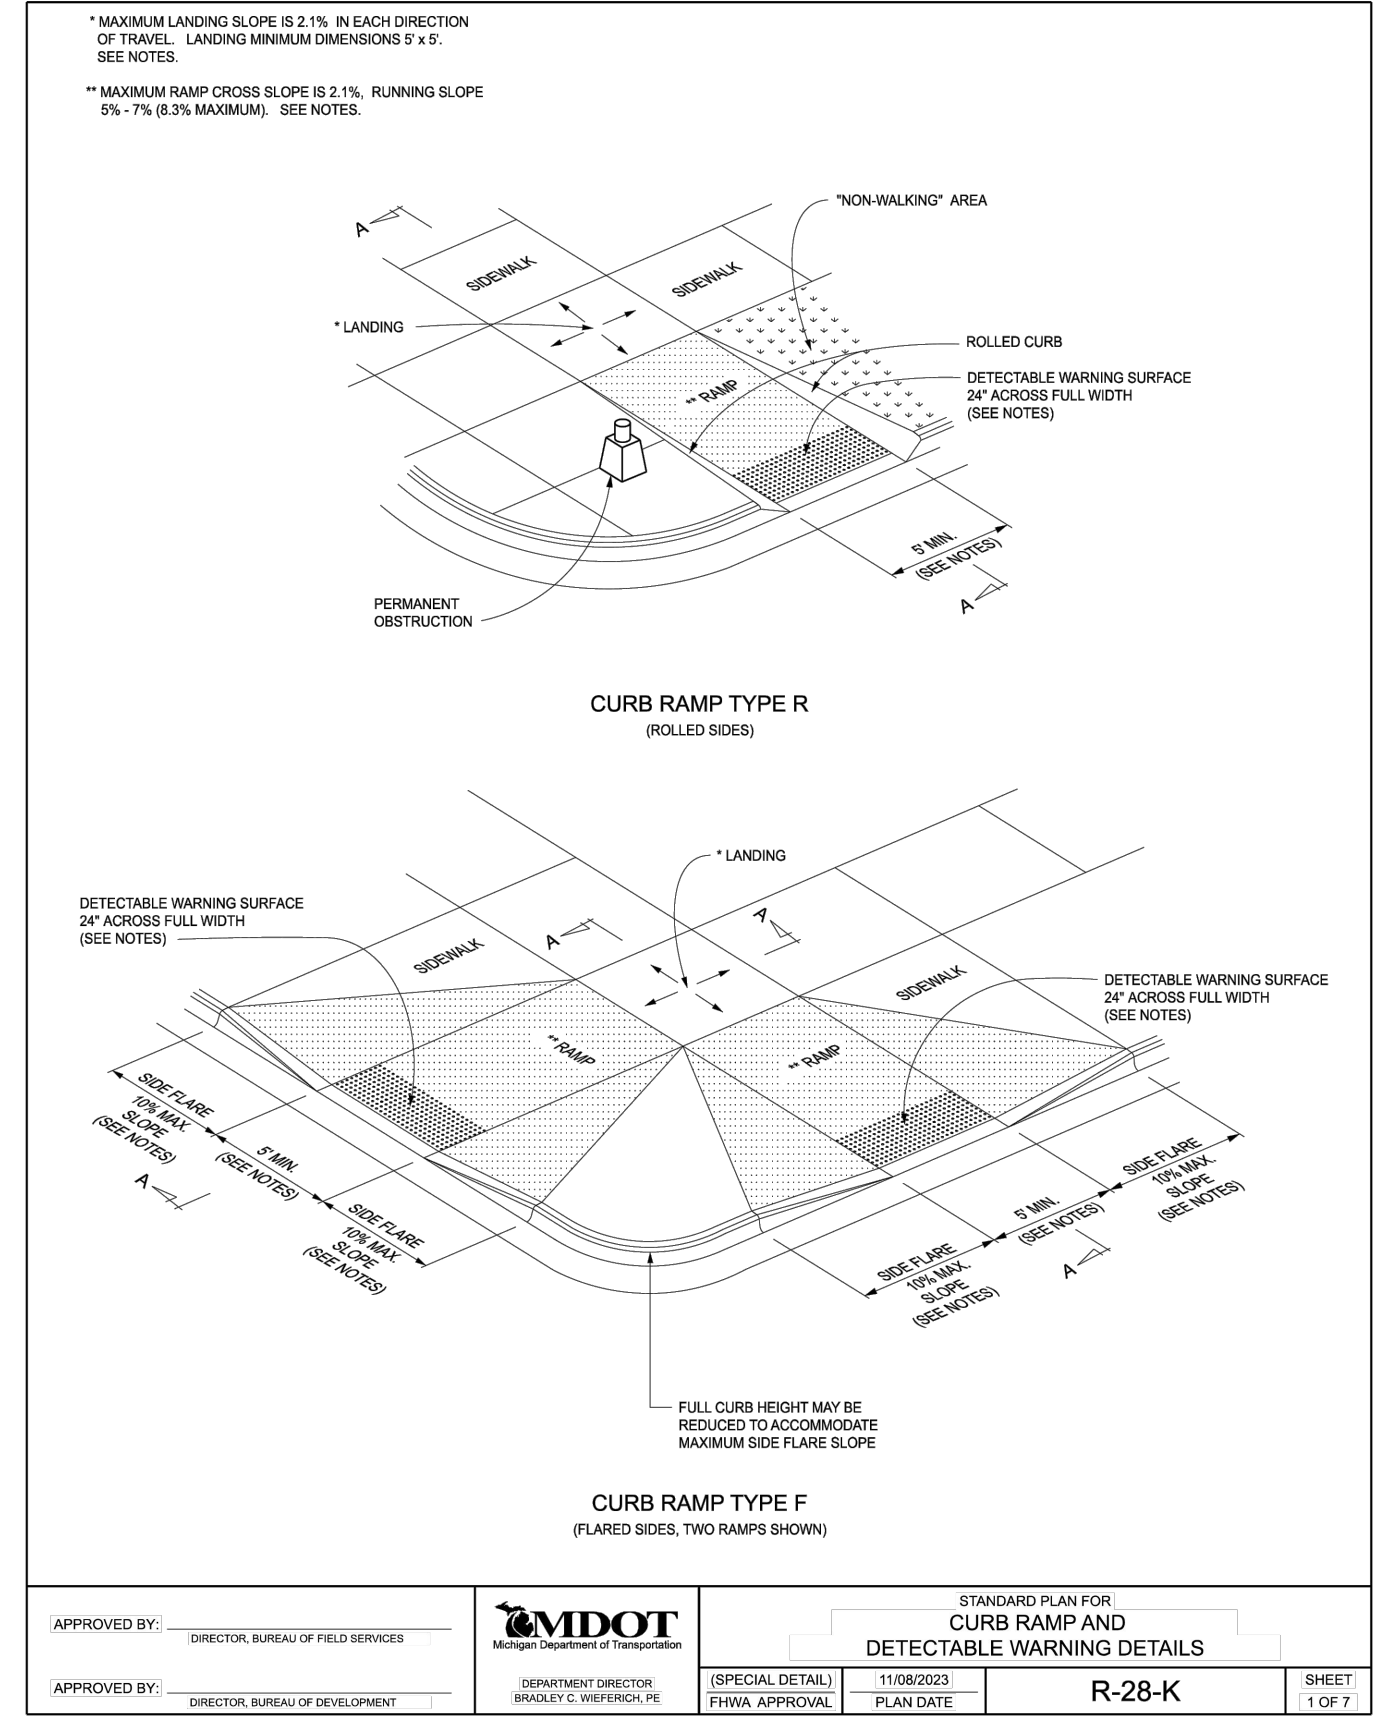 * MAXIMUM LANDING SLOPE IS 2.1% IN EACH DIRECTION
OF TRAVEL. LANDING MINIMUM DIMENSIONS 5' x 5'.
SEE NOTES.
** MAXIMUM RAMP CROSS SLOPE IS 2.1%, RUNNING SLOPE
5% - 7% (8.3% MAXIMUM). SEE NOTES.
"NON-WALKING" AREA
A
SIDEWALK
SIDEWALK
* LANDING
ROLLED CURB
DETECTABLE WARNING SURFACE
24" ACROSS FULL WIDTH
(SEE NOTES)
** RAMP
5' MIN.
(SEE NOTES)
A
PERMANENT
OBSTRUCTION
CURB RAMP TYPE R
(ROLLED SIDES)
* LANDING
DETECTABLE WARNING SURFACE
24" ACROSS FULL WIDTH
(SEE NOTES)
A
A
SIDEWALK
SIDEWALK
DETECTABLE WARNING SURFACE
24" ACROSS FULL WIDTH
(SEE NOTES)
** RAMP
** RAMP
SIDE FLARE
10% MAX.
SLOPE
(SEE NOTES)
5' MIN.
(SEE NOTES)
A
SIDE FLARE
10% MAX.
SLOPE
(SEE NOTES)
SIDE FLARE
10% MAX.
SLOPE
(SEE NOTES)
5' MIN.
(SEE NOTES)
A
SIDE FLARE
10% MAX.
SLOPE
(SEE NOTES)
FULL CURB HEIGHT MAY BE
REDUCED TO ACCOMMODATE
MAXIMUM SIDE FLARE SLOPE
CURB RAMP TYPE F
(FLARED SIDES, TWO RAMPS SHOWN)
APPROVED BY:
DIRECTOR, BUREAU OF FIELD SERVICES
APPROVED BY:
DIRECTOR, BUREAU OF DEVELOPMENT
MDOT
Michigan Department of Transportation
DEPARTMENT DIRECTOR
BRADLEY C. WIEFERICH, PE
STANDARD PLAN FOR
CURB RAMP AND
DETECTABLE WARNING DETAILS
(SPECIAL DETAIL)
FHWA APPROVAL
11/08/2023
PLAN DATE
R-28-K
SHEET
1 OF 7